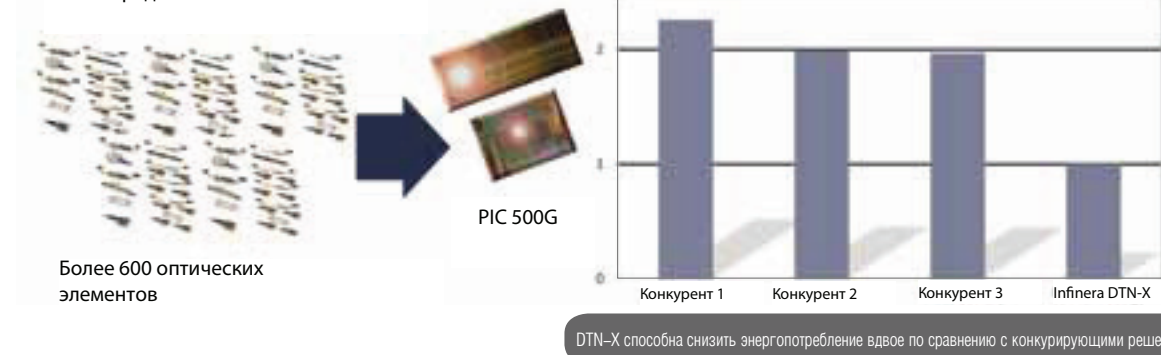 Более 600 оптических
элементов
PIC 500G
2
1
0
Конкурент 1
Конкурент 2
Конкурент 3
Infinera DTN-X
DTN–X способна снизить энергопотребление вдвое по сравнению с конкурирующими реше